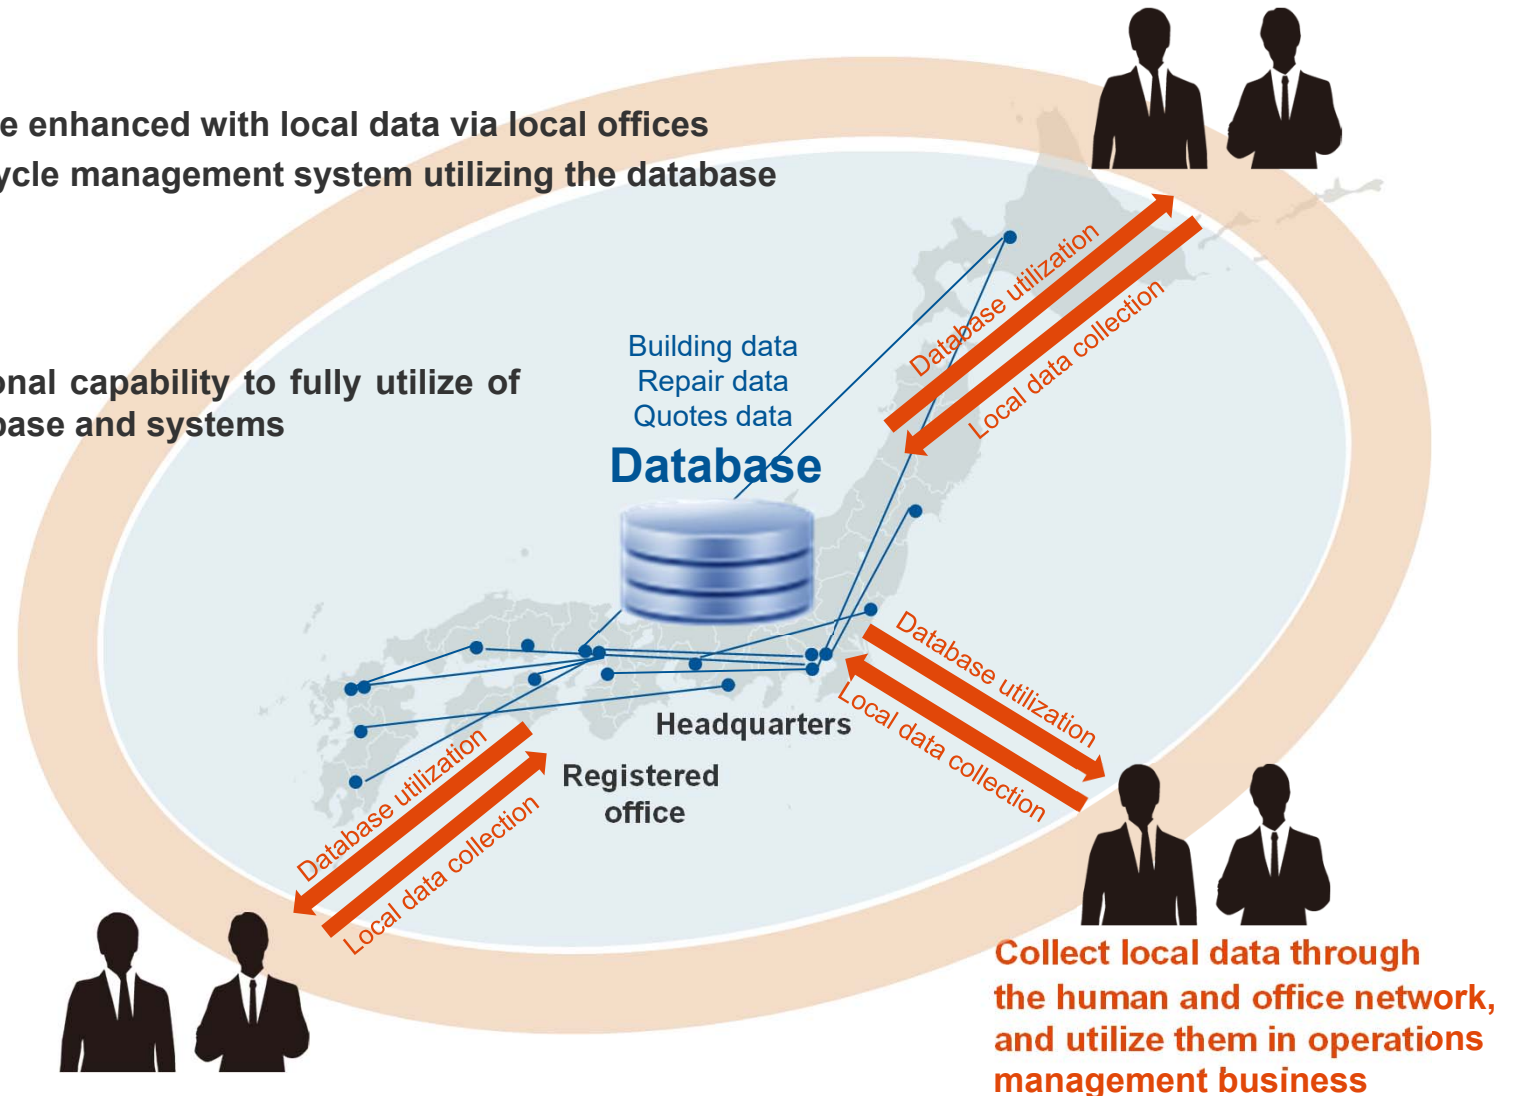 e enhanced with local data via local offices
ycle management system utilizing the database
onal capability to fully utilize of
base and systems
Building data
Repair data
Quotes data
Database
Database utilization
Local data collection
Database utilization
Local data collection
Headquarters
Registered
office
Database utilization
Local data collection
Collect local data through
the human and office network,
and utilize them in operations
management business